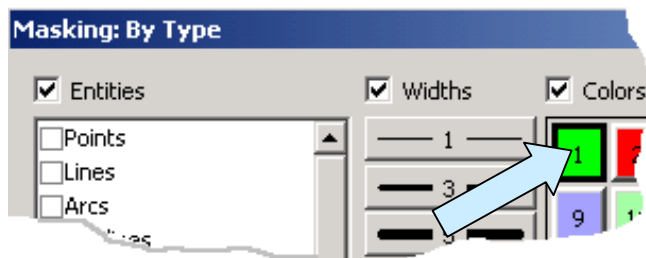 Masking: By Type
Entities Widths Colors
Points
Lines
Arcs
1
3
1
9